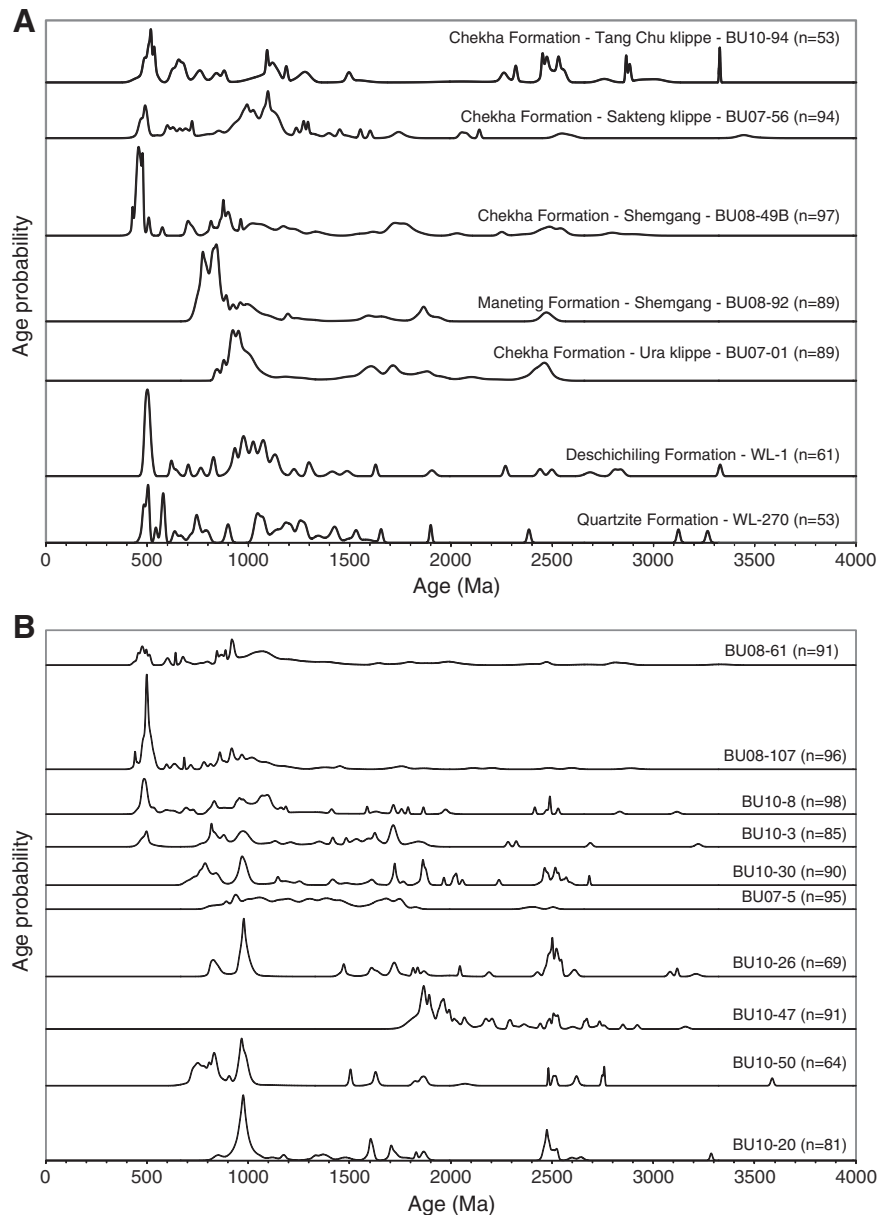 A
Chekha Formation - Tang Chu klippe - BU10-94 (n=53)
Chekha Formation - Sakteng klippe - BU07-56 (n=94)
Chekha Formation - Shemgang - BU08-49B (n=97)
Maneting Formation - Shemgang - BU08-92 (n=89)
Chekha Formation - Ura klippe - BU07-01 (n=89)
Deschichiling Formation - WL-1 (n=61)
Quartzite Formation - WL-270 (n=53)
Age probability
0 500 1000 1500 2000 2500 3000 3500 4000
Age (Ma)
B
BU08-61 (n=91)
BU08-107 (n=96)
BU10-8 (n=98)
BU10-3 (n=85)
BU10-30 (n=90)
BU07-5 (n=95)
BU10-26 (n=69)
BU10-47 (n=91)
BU10-50 (n=64)
BU10-20 (n=81)
Age probability
0 500 1000 1500 2000 2500 3000 3500 4000
Age (Ma)